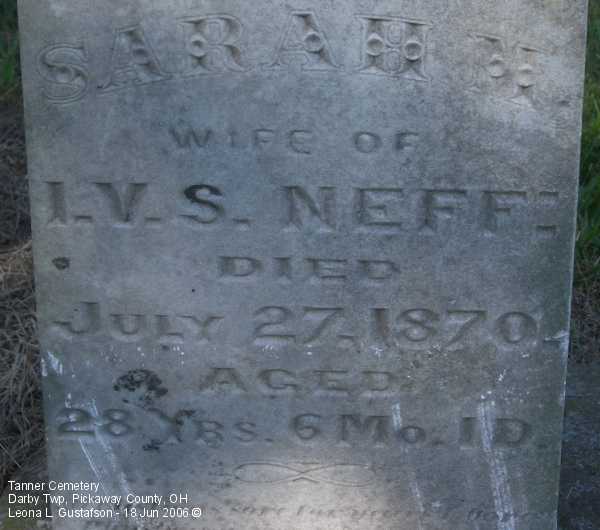 SARAH M.
WIFE OF
I. V. S. NEFF:
DIED
JULY 27, 1870.
AGED
28 YRS. 6 MO. 1 D.
Tanner Cemetery
Darby Twp, Pickaway County, OH
Leona L. Gustafson - 18 Jun 2006 ©